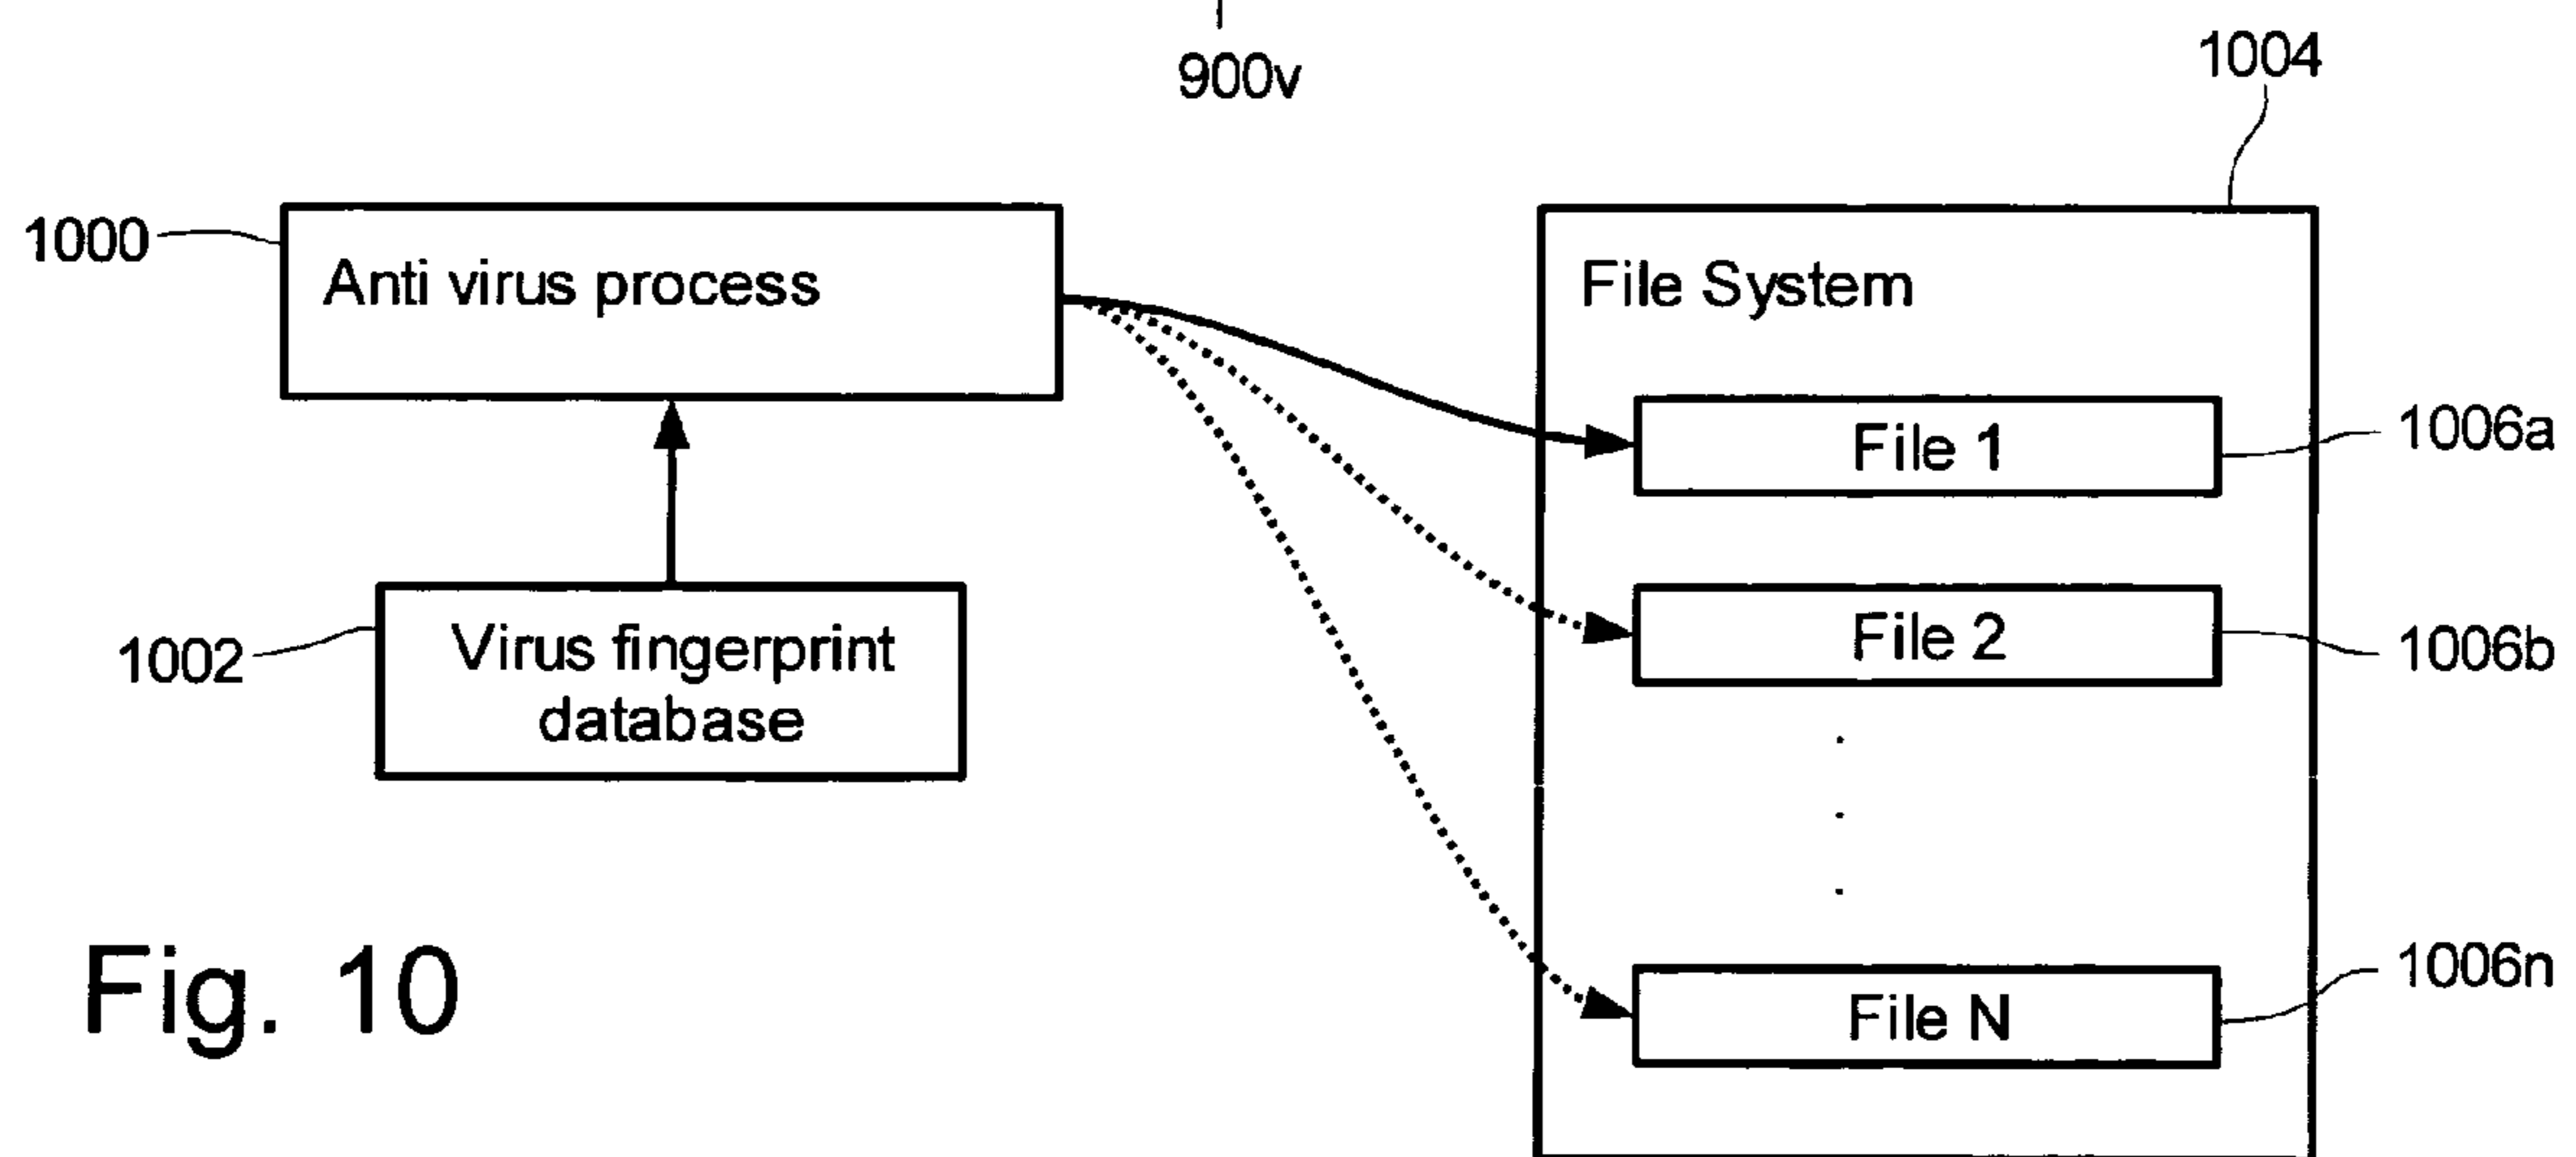 900v
1004
1000
Anti virus process
File System
File 1
1006a
1002
Virus fingerprint
database
File 2
1006b
Fig. 10
File N
1006n